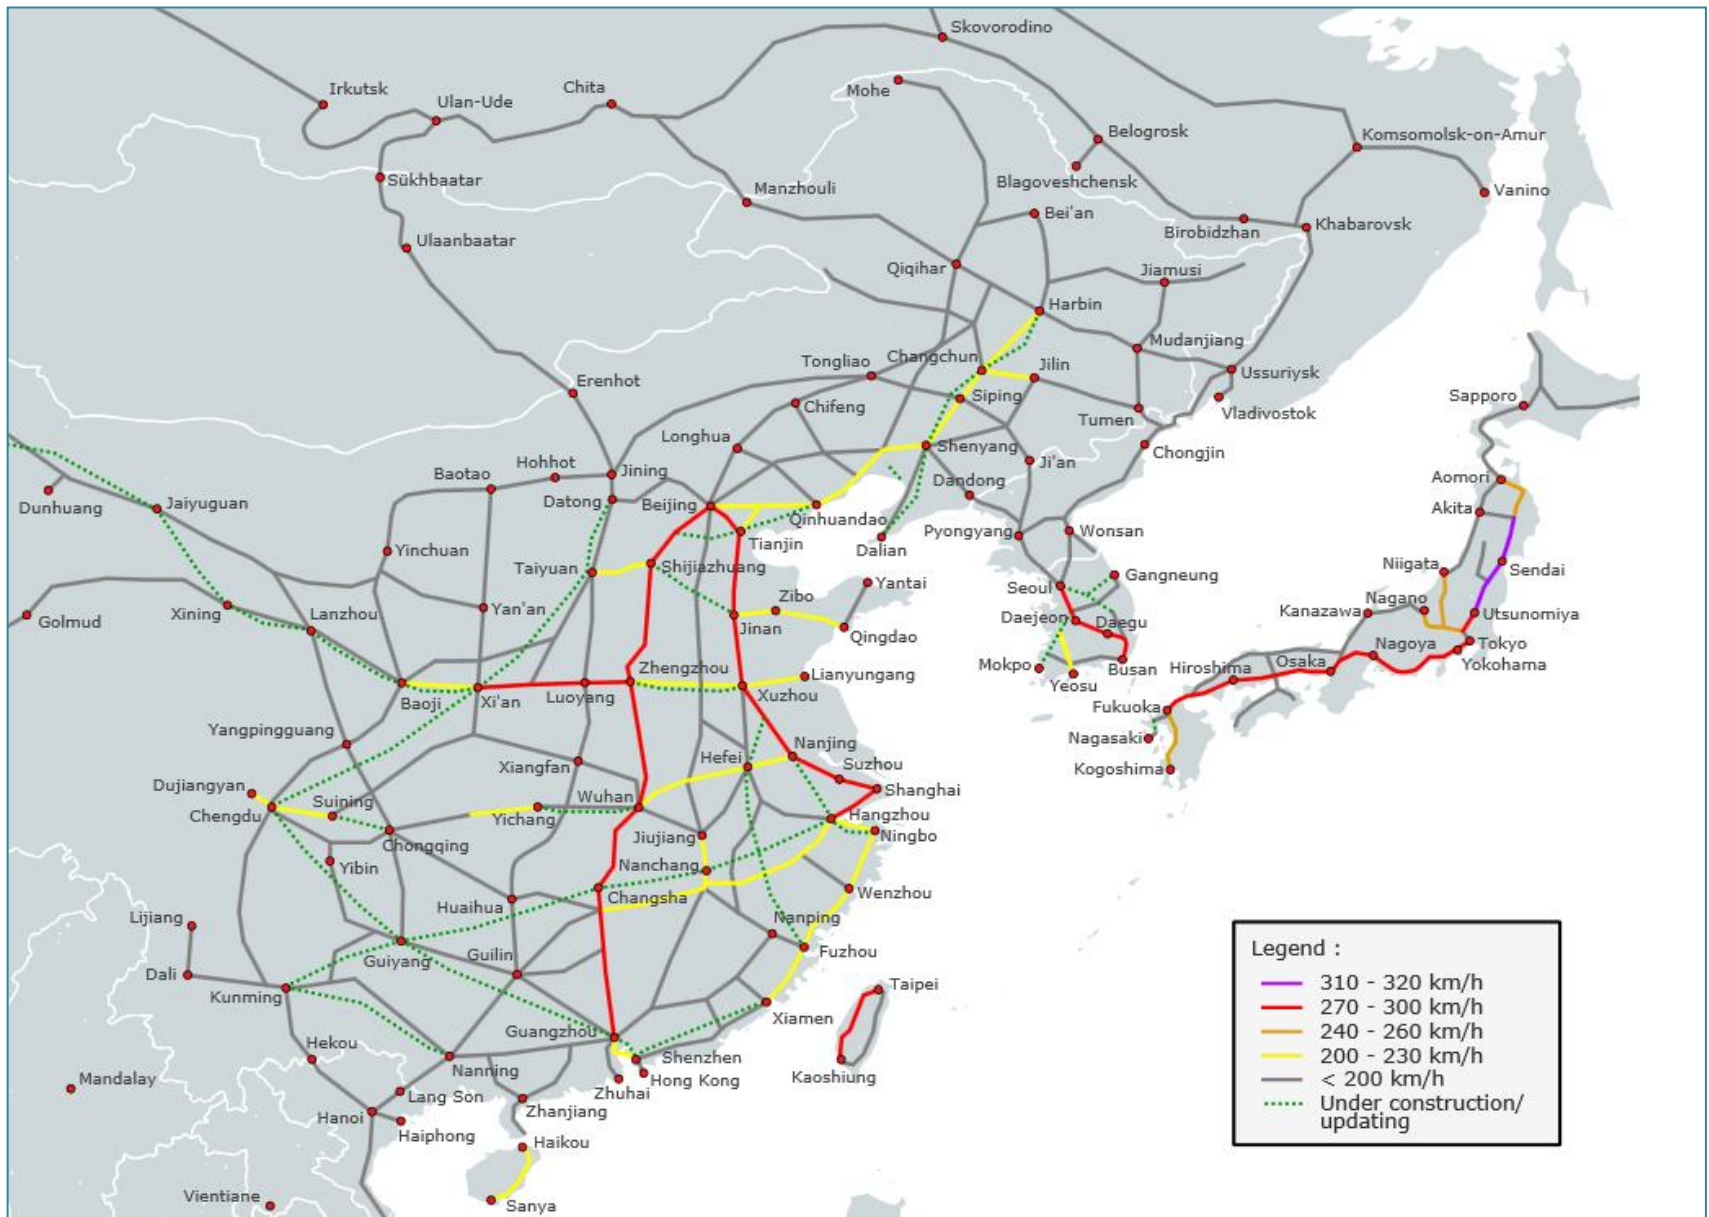 Skovorodino
Irkutsk
Ulan-Ude
Chita
Mohe
Belogrosk
Komsomolsk-on-Amur
Blagoveshchensk
Sükhbaatar
Manzhouli
Vanino
Bei'an
Birobidzhan
Khabarovsk
Ulaanbaatar
Qiqihar
Jiamusi
Harbin
Mudanjiang
Tongliao
Changchun
Jilin
Ussuriysk
Erenhot
Siping
Sapporo
Chifeng
Tumen
Vladivostok
Longhua
Shenyang
Chongjin
Hohhot
Jining
Ji'an
Baotao
Dandong
Aomori
Datong
Beijing
Dunhuang
Jaiyuguan
Qinhuandao
Akita
Pyongyang
Wonsan
Tianjin
Dalian
Yinchuan
Taiyuan
Shijiazhuang
Niigata
Sendai
Yantai
Gangneung
Seoul
Zibo
Nagano
Xining
Lanzhou
Yan'an
Kanazawa
Utsunomiya
Golmud
Jinan
Qingdao
Daejeon
Daegu
Nagoya
Tokyo
Yokohama
Zhengzhou
Lianyungang
Mokpo
Busan
Hiroshima
Osaka
Yeosu
Baoji
Xi'an
Luoyang
Xuzhou
Fukuoka
Yangpingguang
Nagasaki
Hefei
Nanjing
Xiangfan
Suzhou
Kogoshima
Dujiangyan
Suining
Wuhan
Shanghai
Chengdu
Yichang
Hangzhou
Jiujiang
Ningbo
Chongqing
Yibin
Nanchang
Wenzhou
Changsha
Huaihua
Lijiang
Nanping
Guilin
Fuzhou
Guiyang
Dali
Taipei
Kunming
Xiamen
Guangzhou
Hekou
Shenzhen
Nanning
Hong Kong
Kaoshiung
Mandalay
Zhuhai
Lang Son
Zhanjiang
Hanoi
Haiphong
Haikou
Vientiane
Sanya
Legend :
310 - 320 km/h
270 - 300 km/h
240 - 260 km/h
200 - 230 km/h
< 200 km/h
Under construction/
updating